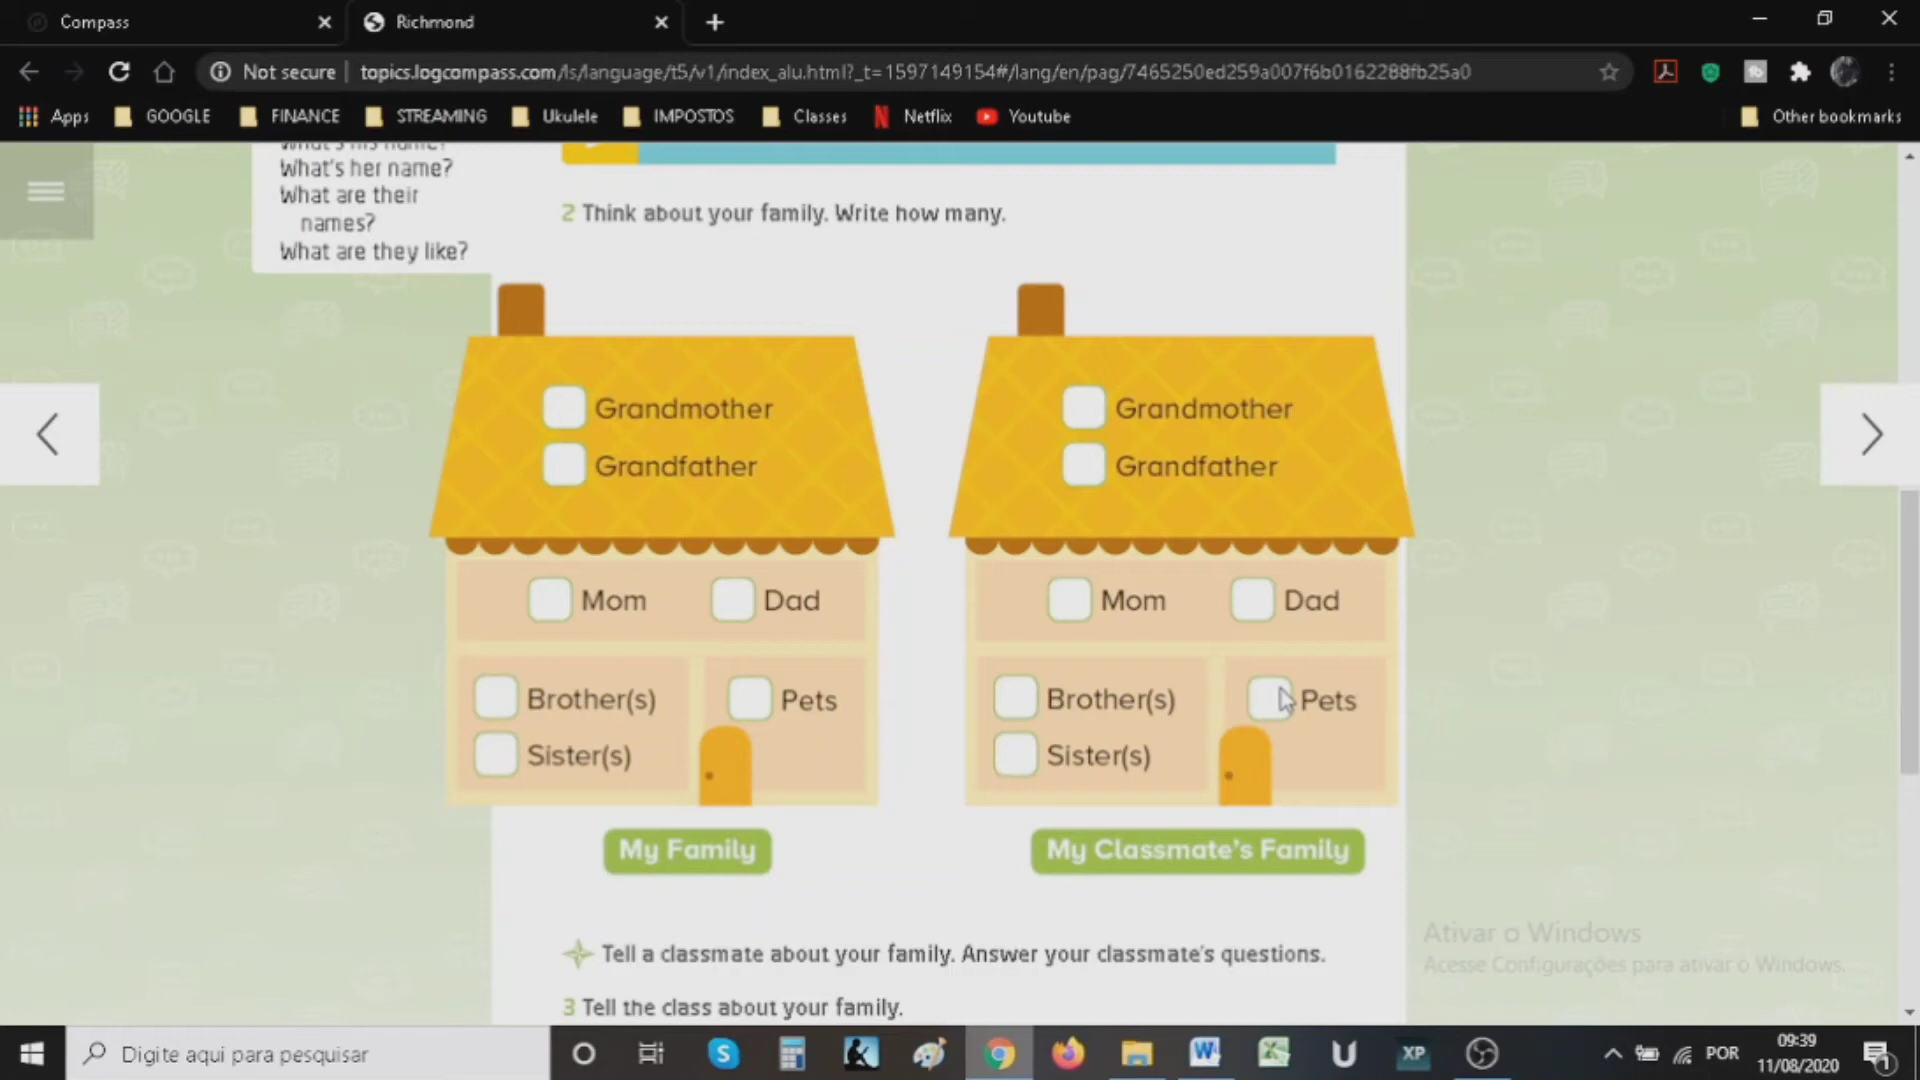 Compass
Richmond
Not secure
topics.logcompass.com/ls/language/t5/v1/index_alu.html?_t=1597149154#/lang/en/pag/7465250ed259a007f6b0162288fb25a0
Apps
GOOGLE
FINANCE
STREAMING
Ukulele
IMPOSTOS
Classes
Netflix
Youtube
Other bookmarks
What's his name?
What's her name?
What are their
names?
What are they like?
2 Think about your family. Write how many.
Grandmother
Grandfather
Mom
Dad
Brother(s)
Pets
Sister(s)
My Family
Grandmother
Grandfather
Mom
Dad
Brother(s)
Pets
Sister(s)
My Classmate's Family
Tell a classmate about your family. Answer your classmate's questions.
3 Tell the class about your family.
Ativar o Windows
Acesse Configurações para ativar o Windows.
Digite aqui para pesquisar
XP
POR
09:39
11/08/2020
1